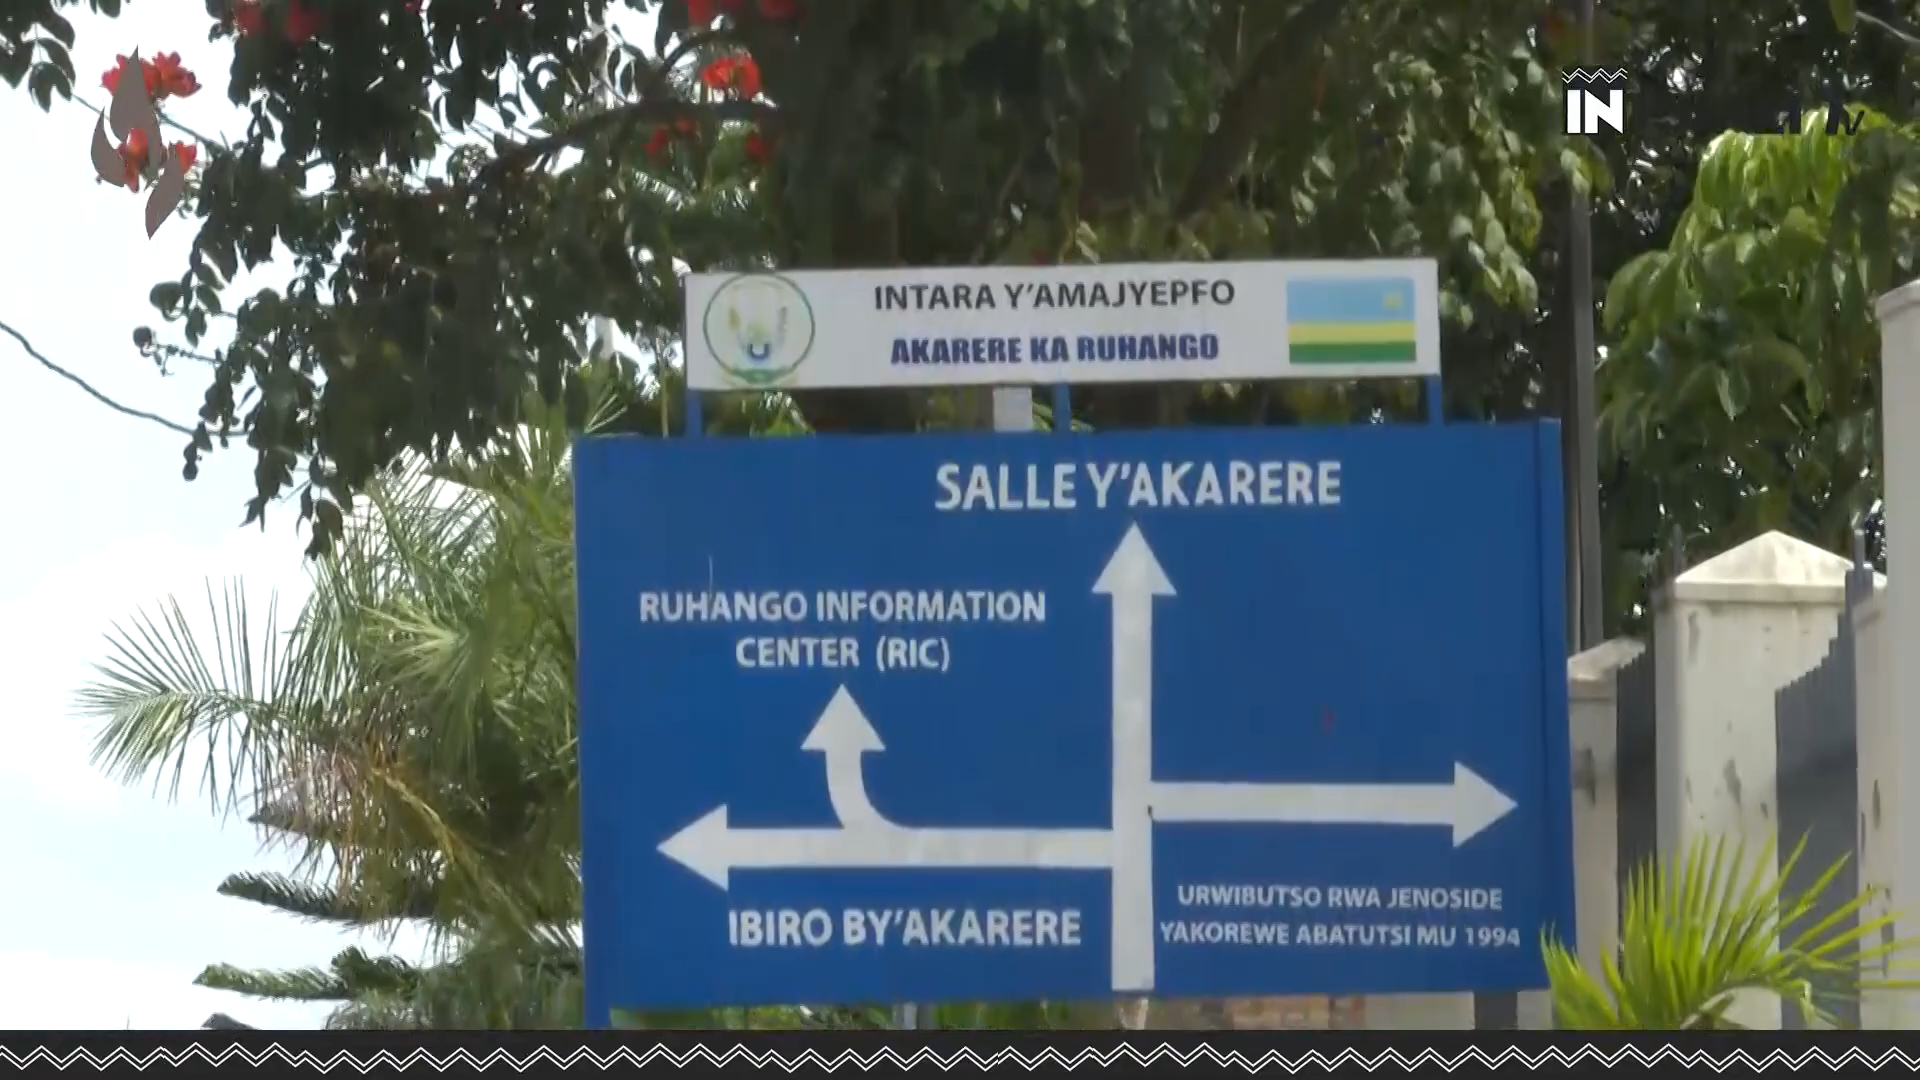 IN
INTARA Y'AMAJYEPFO
AKARERE KA RUHANGO
SALLE Y'AKARERE
RUHANGO INFORMATION
CENTER (RIC)
IBIRO BY'AKARERE
URWIBUTSO RWA JENOSIDE
YAKOREWE ABATUTSI MU 1994